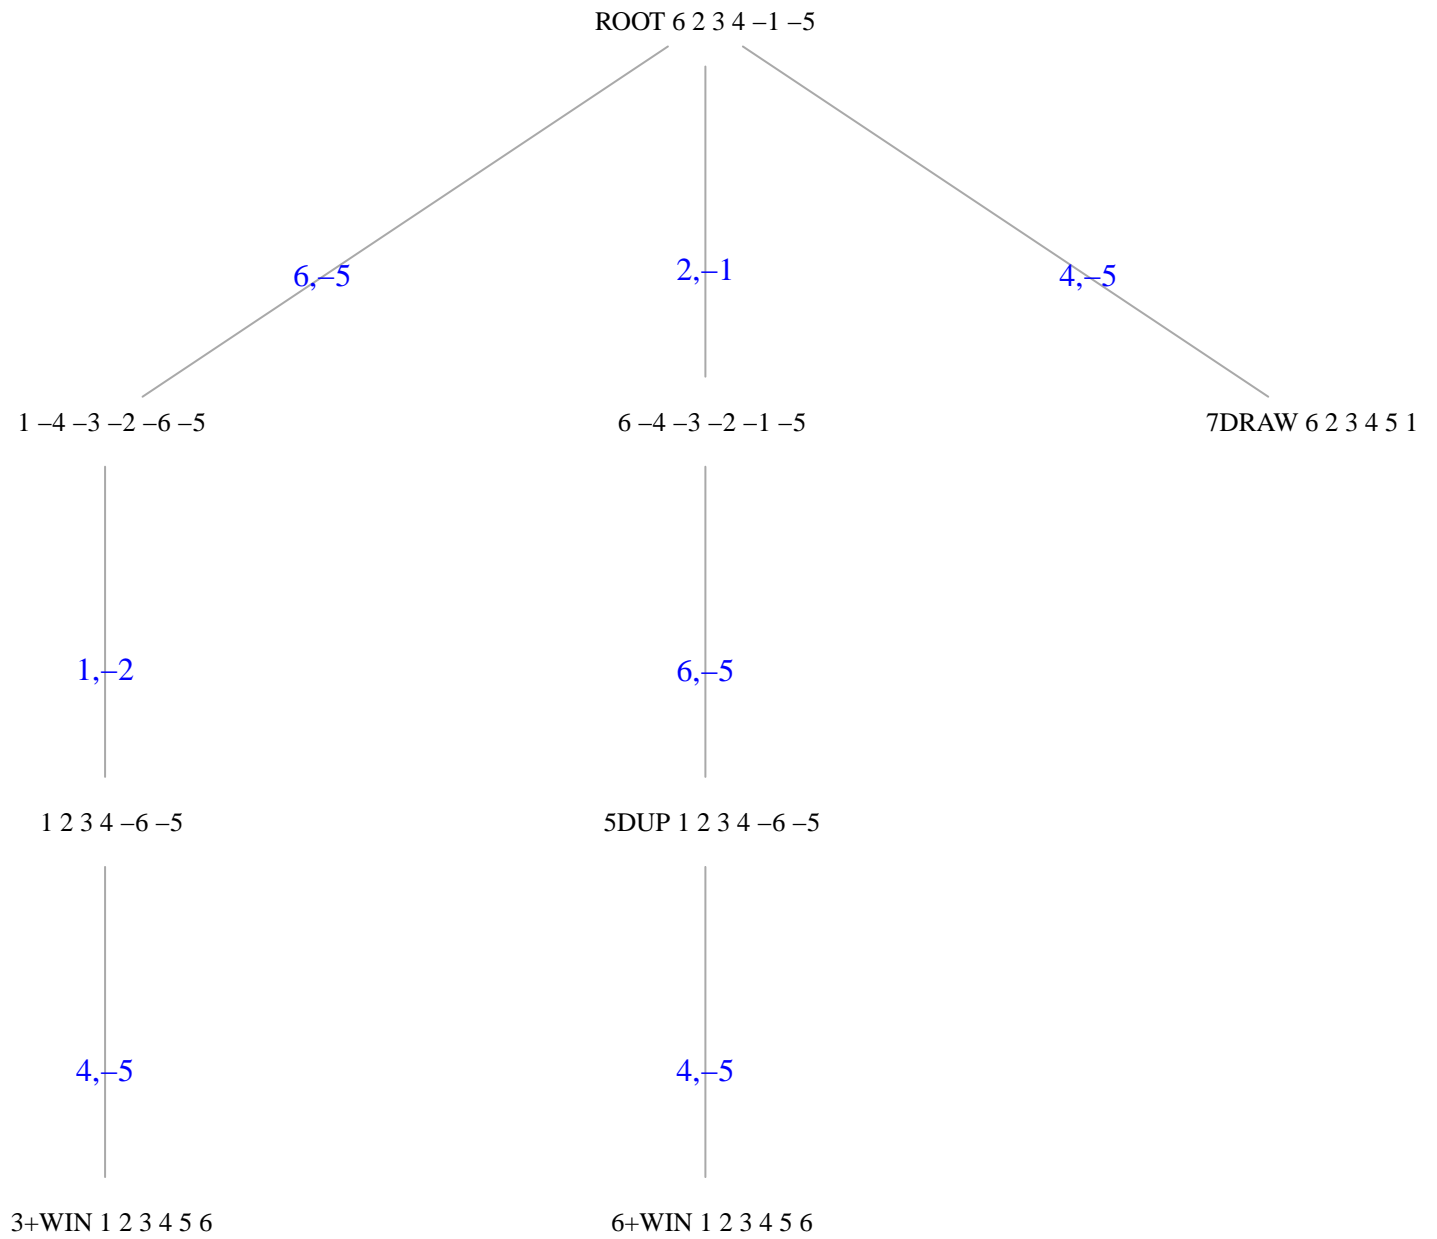 ROOT 6 2 3 4 –1 –5
6,–5
2,–1
4,–5
1 –4 –3 –2 –6 –5
6 –4 –3 –2 –1 –5
7DRAW 6 2 3 4 5 1
1,–2
6,–5
1 2 3 4 –6 –5
5DUP 1 2 3 4 –6 –5
4,–5
4,–5
3+WIN 1 2 3 4 5 6
6+WIN 1 2 3 4 5 6